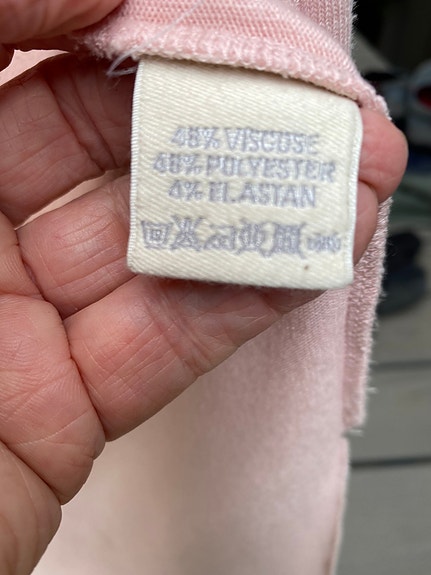 48% VISCOSE
48% POLYESTER
4% ELASTAN